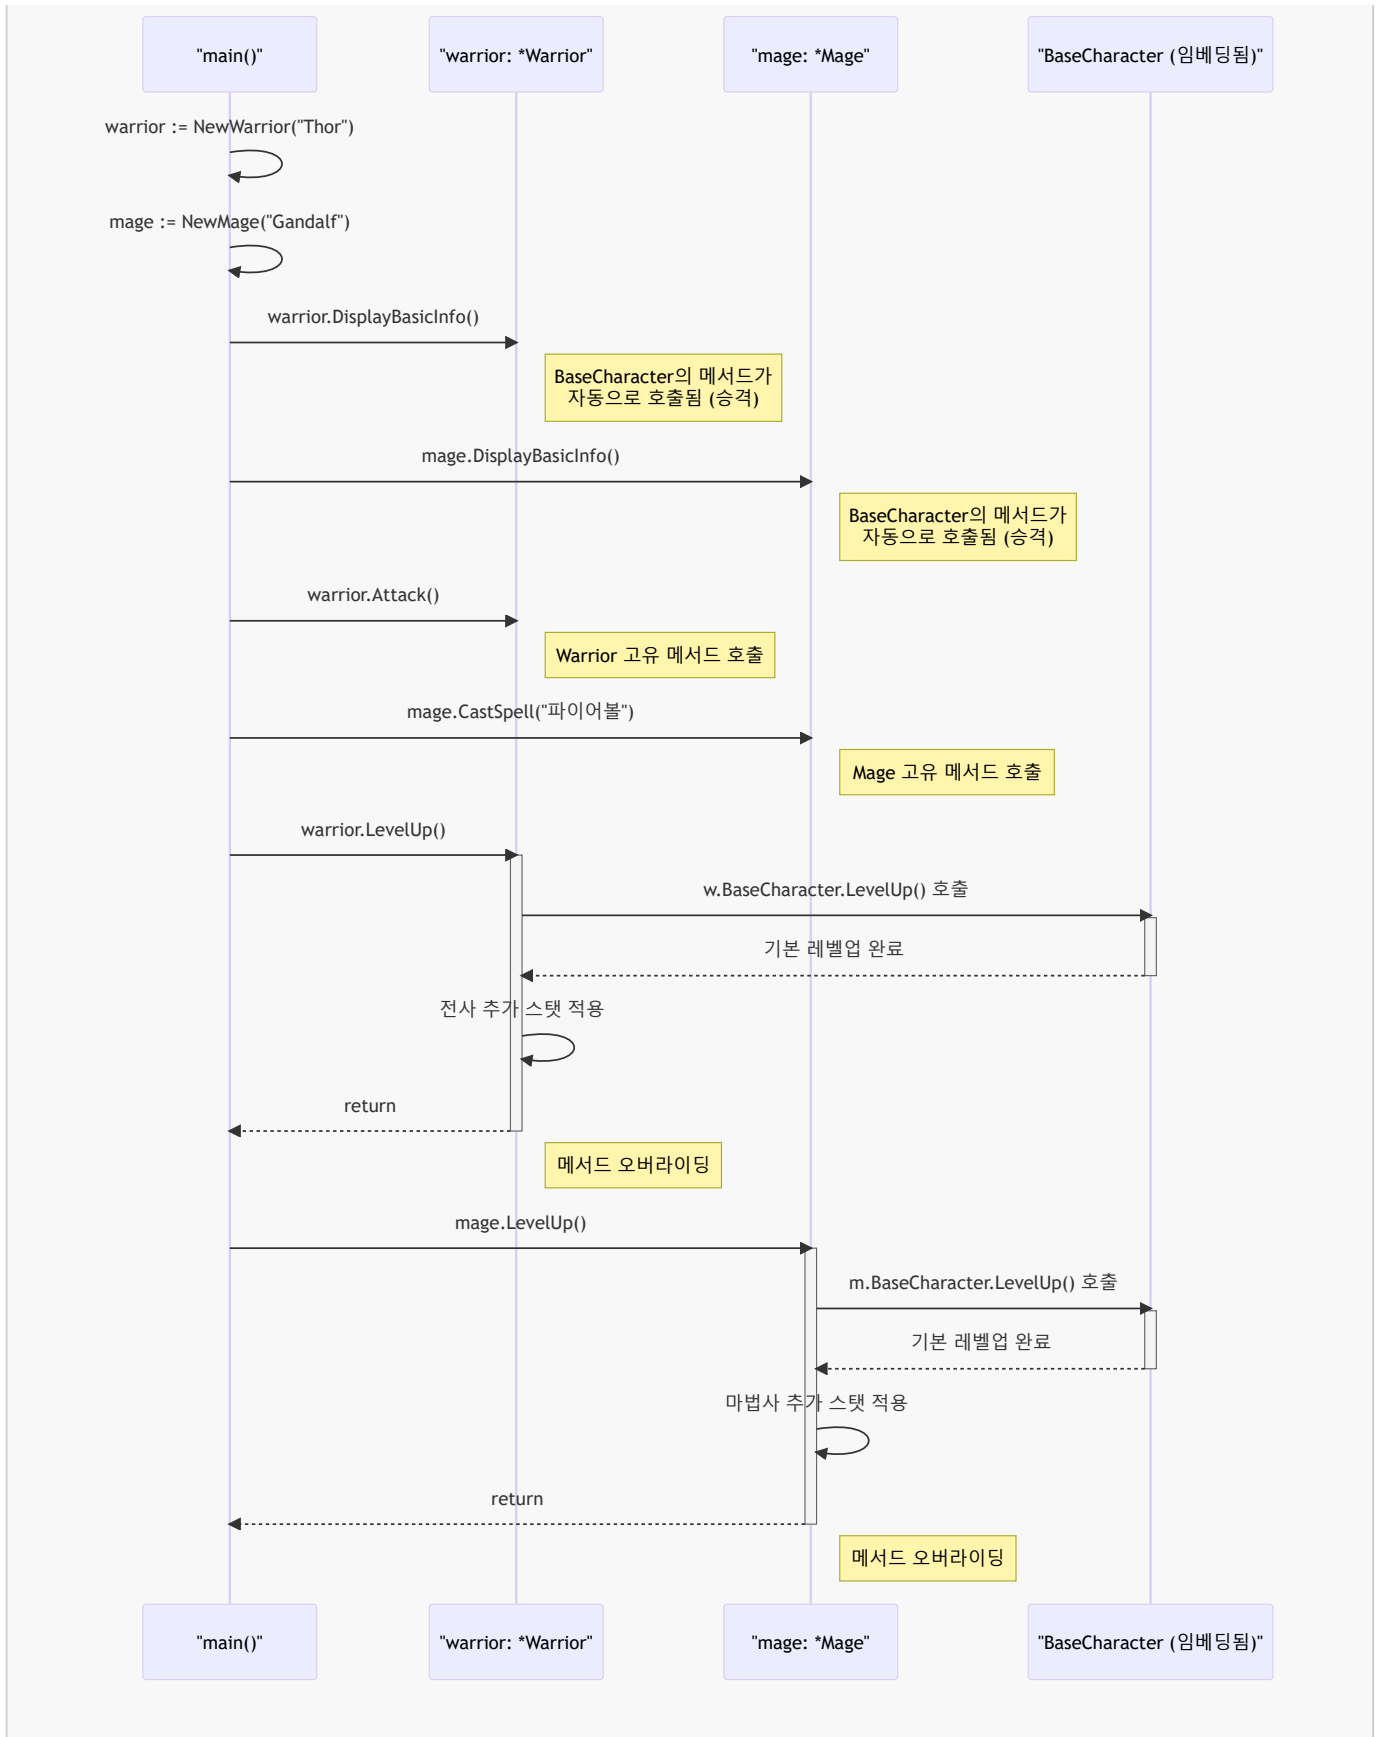 "main()"
"warrior: *Warrior"
"mage: *Mage"
"BaseCharacter (임베딩됨)"
warrior := NewWarrior("Thor")
mage := NewMage("Gandalf")
warrior.DisplayBasicInfo()
BaseCharacter의 메서드가
자동으로 호출됨 (승격)
mage.DisplayBasicInfo()
BaseCharacter의 메서드가
자동으로 호출됨 (승격)
warrior.Attack()
Warrior 고유 메서드 호출
mage.CastSpell("파이어볼")
Mage 고유 메서드 호출
warrior.LevelUp()
w.BaseCharacter.LevelUp() 호출
기본 레벨업 완료
전사 추가 스탯 적용
return
메서드 오버라이딩
mage.LevelUp()
m.BaseCharacter.LevelUp() 호출
기본 레벨업 완료
마법사 추가 스탯 적용
return
메서드 오버라이딩
"main()"
"warrior: *Warrior"
"mage: *Mage"
"BaseCharacter (임베딩됨)"